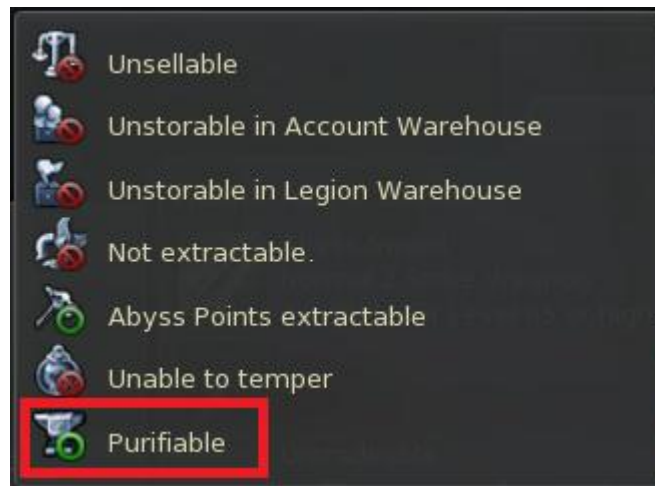 Unsellable
Unstorable in Account Warehouse
Unstorable in Legion Warehouse
Not extractable.
Abyss Points extractable
Unable to temper
Purifiable